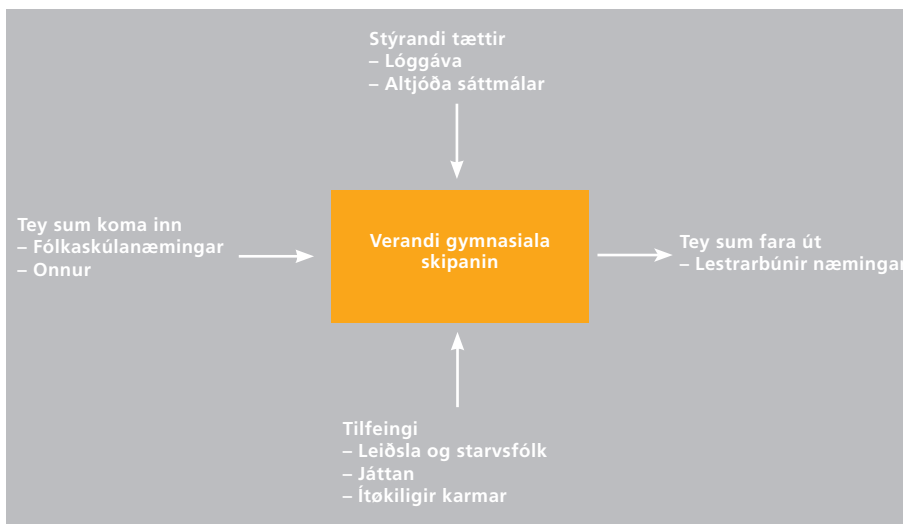 Stýrandi tættir
– Lóggáva
– Altjóða sáttmálar
Tey sum koma inn
– Fólkaskúlanæmingar
– Onnur
Verandi gymnasiala
skipanin
Tey sum fara út
– Lestrarbúnir næmingar
Tilfeingi
– Leiðsla og starvsfólk
– Játtan
– Ítøkiligir karmar